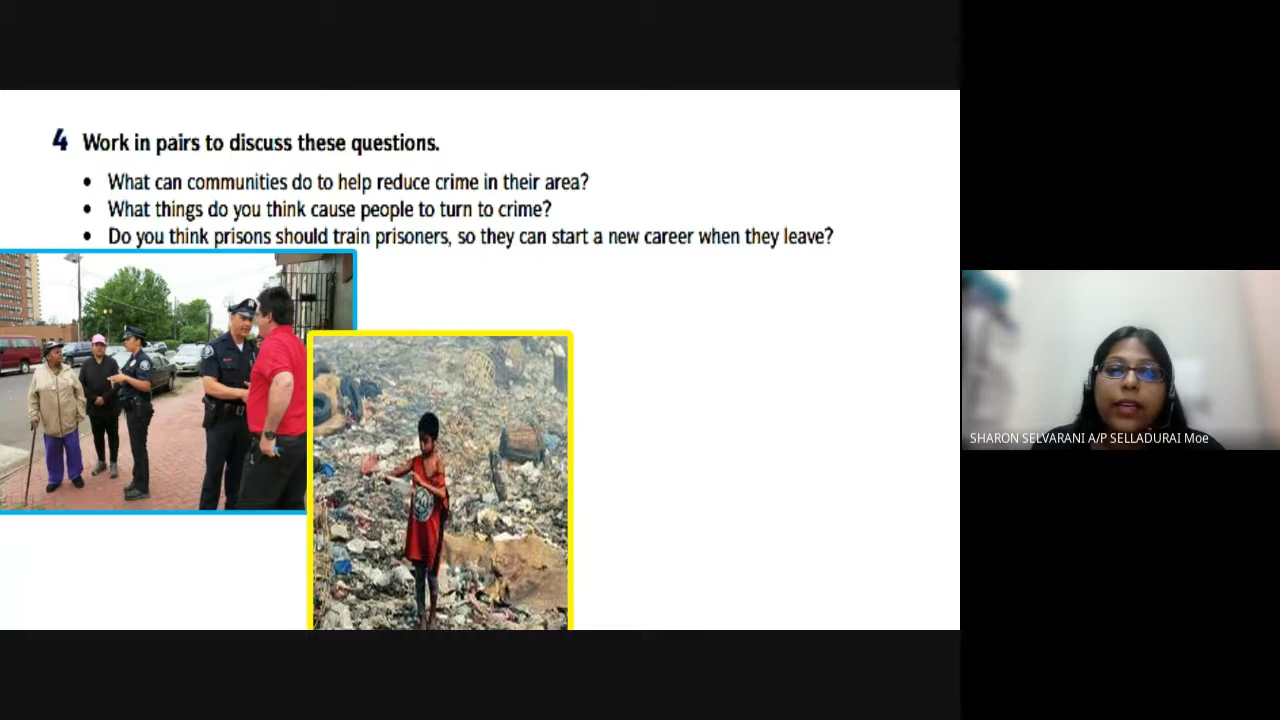 4 Work in pairs to discuss these questions.
• What can communities do to help reduce crime in their area?
• What things do you think cause people to turn to crime?
• Do you think prisons should train prisoners, so they can start a new career when they leave?
SHARON SELVARANI A/P SELLADURAI Moe